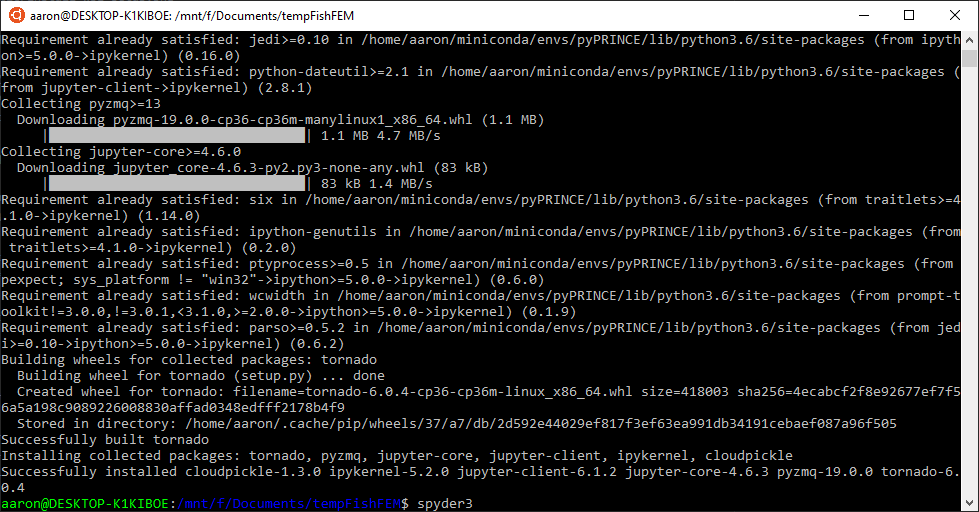 aaron@DESKTOP-K1KIBOE: /mnt/f/Documents/tempFishFEM
Requirement already satisfied: jedi>=0.10 in /home/aaron/miniconda/envs/pyPRINCE/lib/python3.6/site-packages (from ipyth
on>=5.0.0->ipykernel) (0.16.0)
Requirement already satisfied: python-dateutil>=2.1 in /home/aaron/miniconda/envs/pyPRINCE/lib/python3.6/site-packages (
from jupyter-client->ipykernel) (2.8.1)
Collecting pyzmq>=13
  Downloading pyzmq-19.0.0-cp36-cp36m-manylinux1_x86_64.whl (1.1 MB)
     |████████████████████████████████| 1.1 MB 4.7 MB/s
Collecting jupyter-core>=4.6.0
  Downloading jupyter_core-4.6.3-py2.py3-none-any.whl (83 kB)
     |████████████████████████████████| 83 kB 1.4 MB/s
Requirement already satisfied: six in /home/aaron/miniconda/envs/pyPRINCE/lib/python3.6/site-packages (from traitlets>=4
.1.0->ipykernel) (1.14.0)
Requirement already satisfied: ipython-genutils in /home/aaron/miniconda/envs/pyPRINCE/lib/python3.6/site-packages (from
 traitlets>=4.1.0->ipykernel) (0.2.0)
Requirement already satisfied: ptyprocess>=0.5 in /home/aaron/miniconda/envs/pyPRINCE/lib/python3.6/site-packages (from
pexpect; sys_platform != "win32"->ipython>=5.0.0->ipykernel) (0.6.0)
Requirement already satisfied: wcwidth in /home/aaron/miniconda/envs/pyPRINCE/lib/python3.6/site-packages (from prompt-t
oolkit!=3.0.0,!=3.0.1,<3.1.0,>=2.0.0->ipython>=5.0.0->ipykernel) (0.1.9)
Requirement already satisfied: parso>=0.5.2 in /home/aaron/miniconda/envs/pyPRINCE/lib/python3.6/site-packages (from jed
i>=0.10->ipython>=5.0.0->ipykernel) (0.6.2)
Building wheels for collected packages: tornado
  Building wheel for tornado (setup.py) ... done
  Created wheel for tornado: filename=tornado-6.0.4-cp36-cp36m-linux_x86_64.whl size=418003 sha256=4ecabcf2f8e92677ef7f5
6a5a198c9089226008830affad0348edfff2178b4f9
  Stored in directory: /home/aaron/.cache/pip/wheels/37/a7/db/2d592e44029ef817f3ef63ea991db34191cebaef087a96f505
Successfully built tornado
Installing collected packages: tornado, pyzmq, jupyter-core, jupyter-client, ipykernel, cloudpickle
Successfully installed cloudpickle-1.3.0 ipykernel-5.2.0 jupyter-client-6.1.2 jupyter-core-4.6.3 pyzmq-19.0.0 tornado-6.
0.4
aaron@DESKTOP-K1KIBOE:/mnt/f/Documents/tempFishFEM$ spyder3